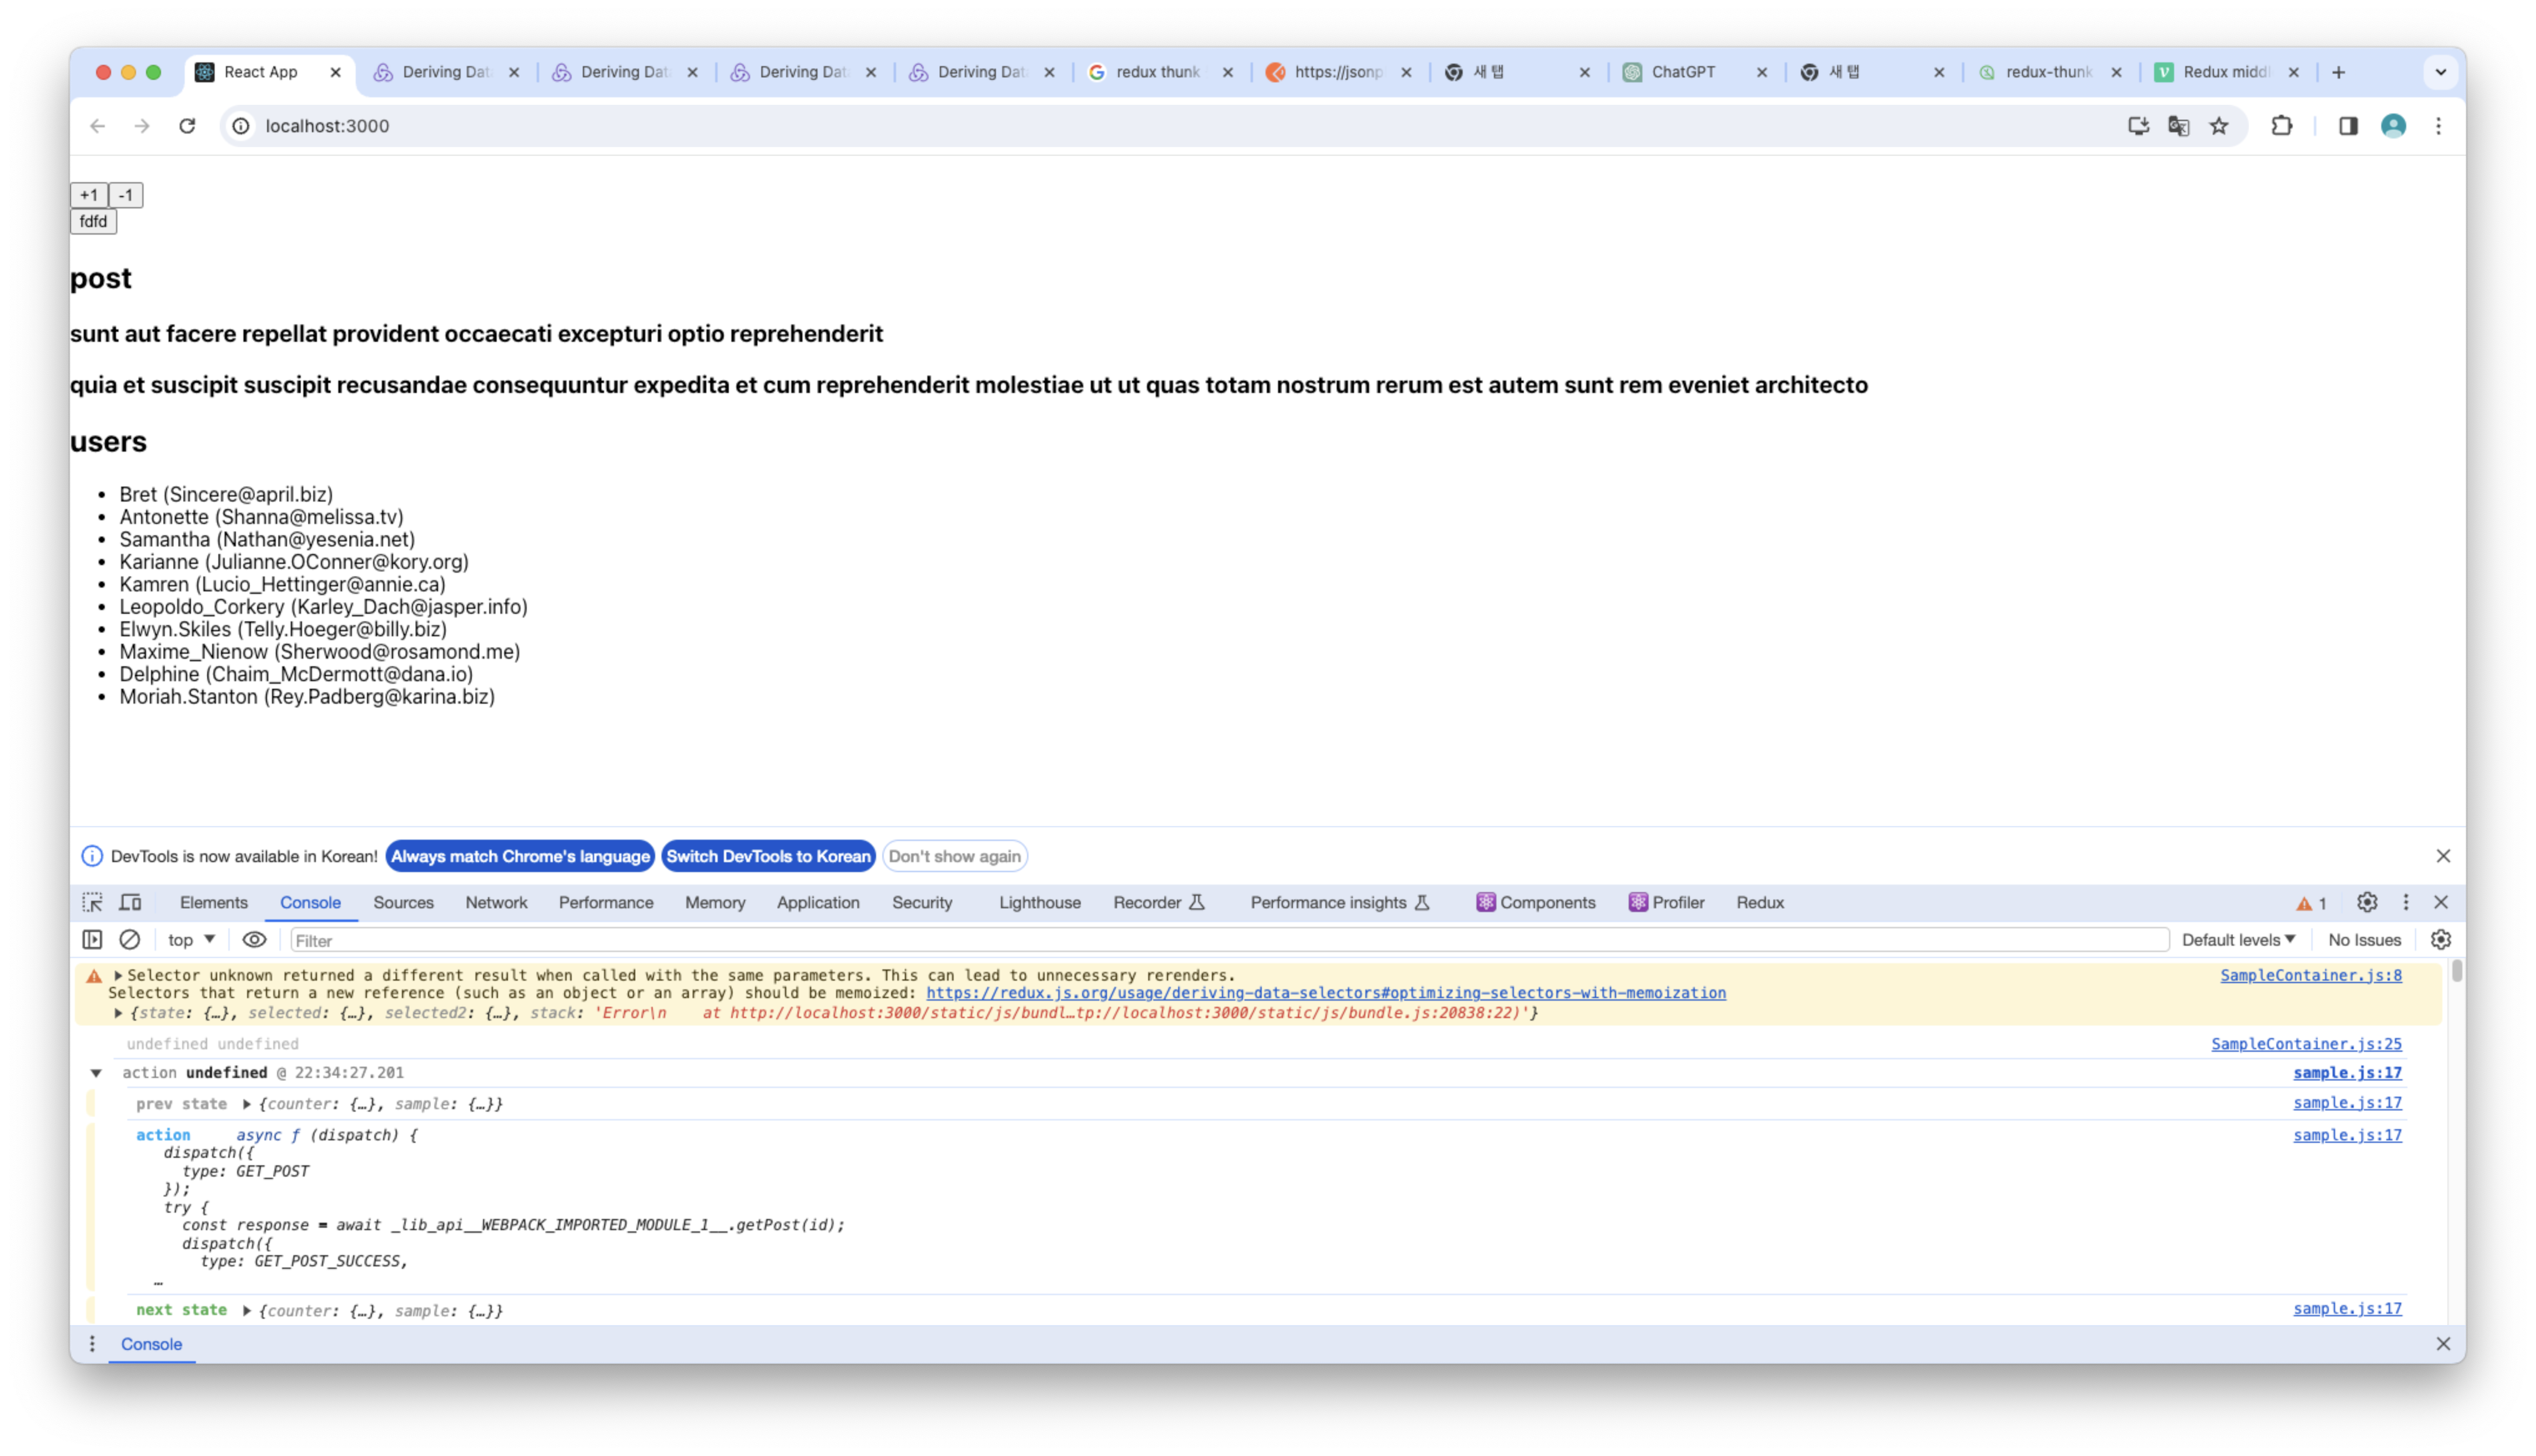 React App
Deriving Dat
Deriving Dat
Deriving Dat
Deriving Dat
redux thunk
https://jsonp
새 탭
ChatGPT
새 탭
redux-thunk
Redux middl
localhost:3000
+1 -1
fdfd
post
sunt aut facere repellat provident occaecati excepturi optio reprehenderit
quia et suscipit suscipit recusandae consequuntur expedita et cum reprehenderit molestiae ut ut quas totam nostrum rerum est autem sunt rem eveniet architecto
users
• Bret (Sincere@april.biz)
• Antonette (Shanna@melissa.tv)
• Samantha (Nathan@yesenia.net)
• Karianne (Julianne.OConner@kory.org)
• Kamren (Lucio_Hettinger@annie.ca)
• Leopoldo_Corkery (Karley_Dach@jasper.info)
• Elwyn.Skiles (Telly.Hoeger@billy.biz)
• Maxime_Nienow (Sherwood@rosamond.me)
• Delphine (Chaim_McDermott@dana.io)
• Moriah.Stanton (Rey.Padberg@karina.biz)
DevTools is now available in Korean! Always match Chrome's language Switch DevTools to Korean Don't show again
Elements Console Sources Network Performance Memory Application Security Lighthouse Recorder Performance insights Components Profiler Redux 1
top Filter Default levels No Issues
Selector unknown returned a different result when called with the same parameters. This can lead to unnecessary rerenders. SampleContainer.js:8
Selectors that return a new reference (such as an object or an array) should be memoized: https://redux.js.org/usage/deriving-data-selectors#optimizing-selectors-with-memoization
{state: {…}, selected: {…}, selected2: {…}, stack: 'Error\n    at http://localhost:3000/static/js/bundl…tp://localhost:3000/static/js/bundle.js:20838:22)'}
undefined undefined SampleContainer.js:25
action undefined @ 22:34:27.201 sample.js:17
prev state {counter: {…}, sample: {…}} sample.js:17
action async ƒ (dispatch) { sample.js:17
dispatch({
type: GET_POST
});
try {
const response = await _lib_api__WEBPACK_IMPORTED_MODULE_1__.getPost(id);
dispatch({
type: GET_POST_SUCCESS,
…
next state {counter: {…}, sample: {…}} sample.js:17
Console